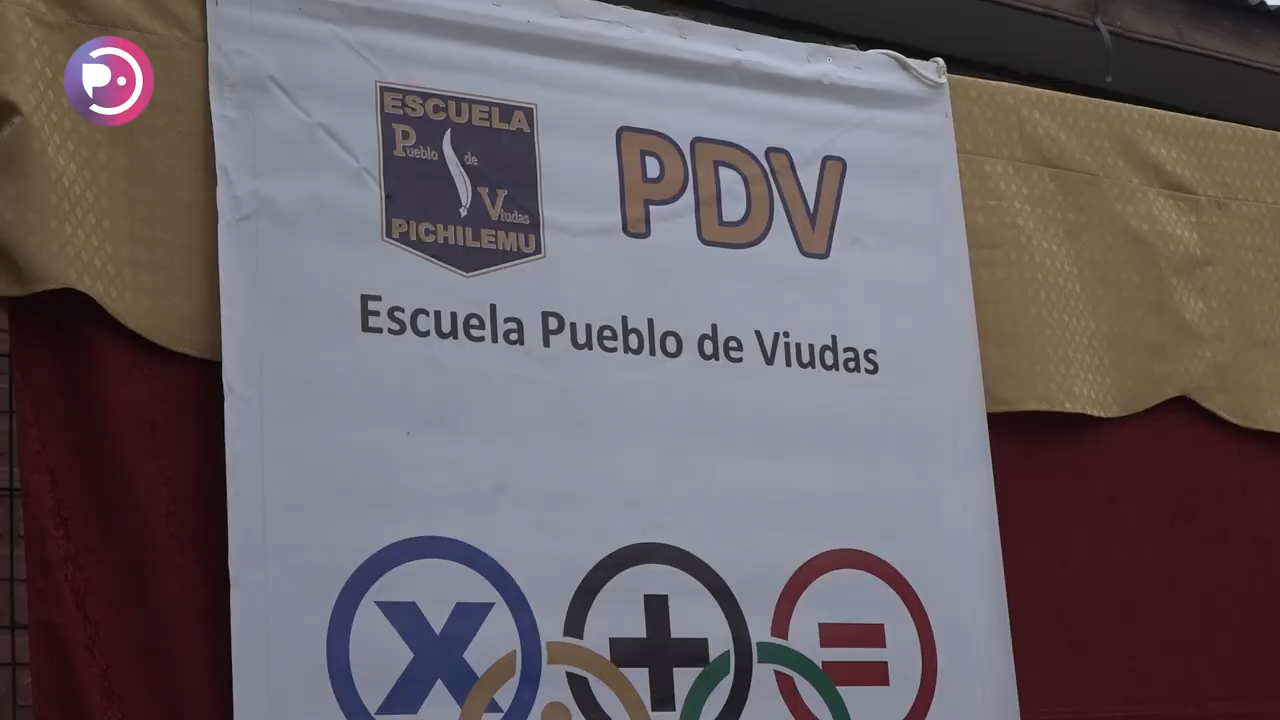 ESCUELA
Pueblo de
Viudas
PICHILEMU
PDV
Escuela Pueblo de Viudas
x + =